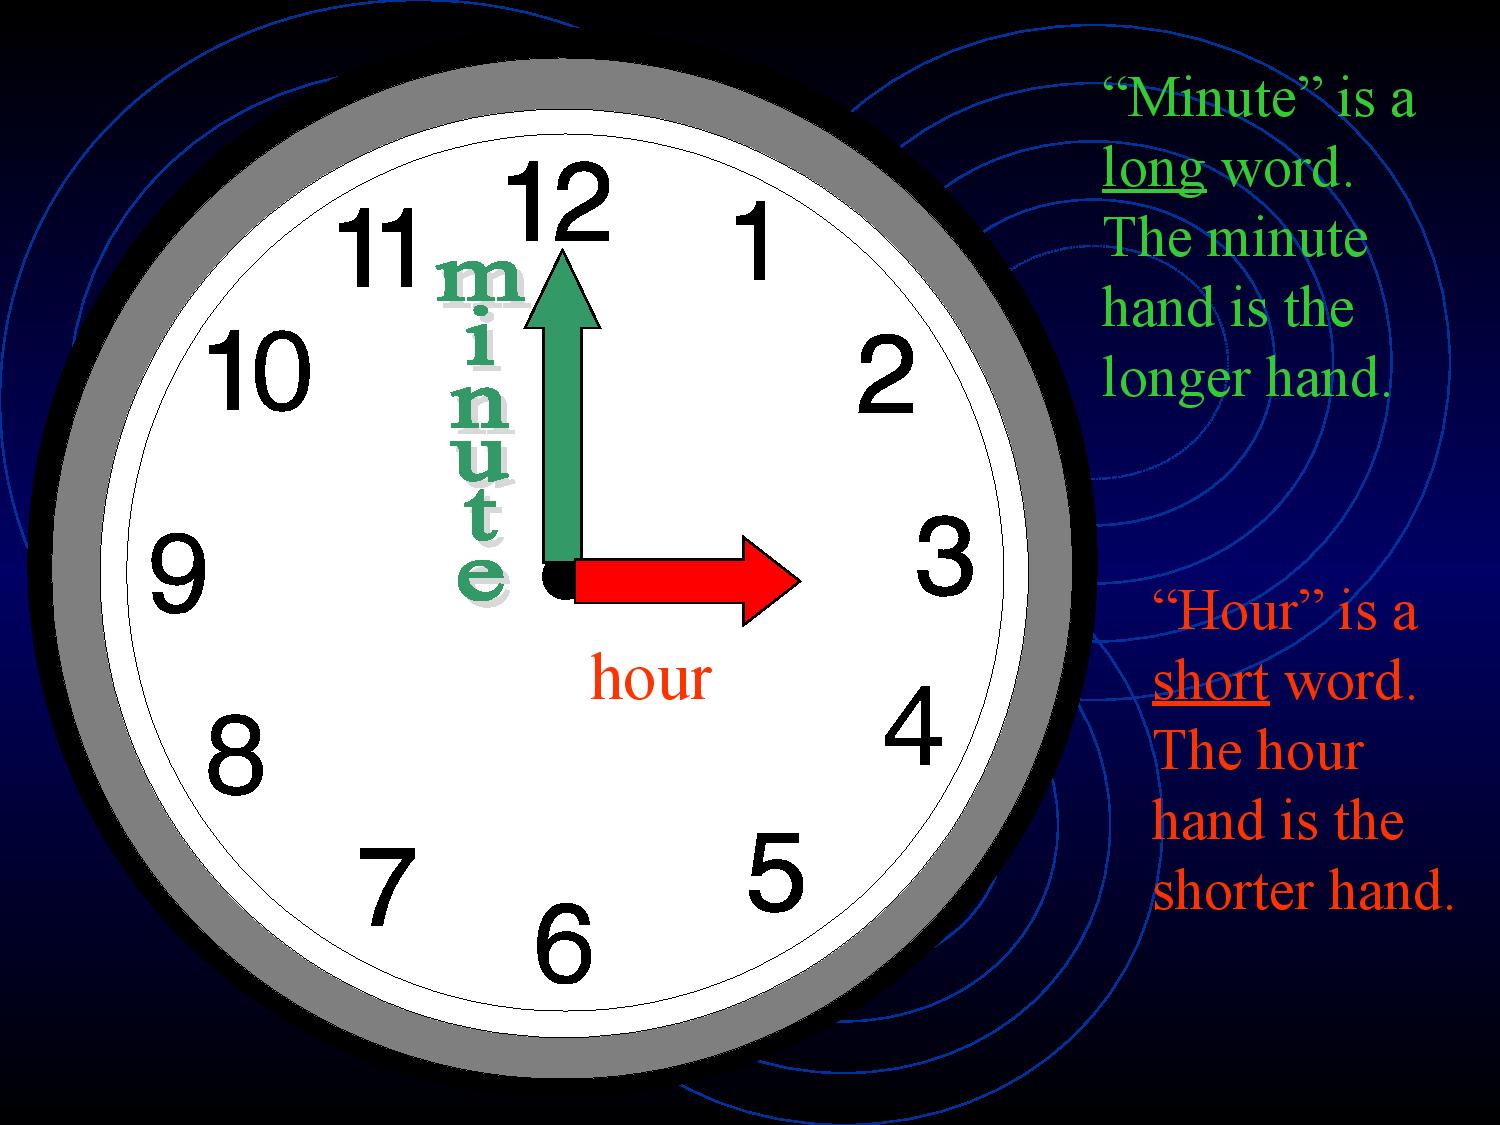 12
11
1
10
2
9
3
8
4
7
5
6
minute
hour
“Minute” is a
long word.
The minute
hand is the
longer hand.
“Hour” is a
short word.
The hour
hand is the
shorter hand.